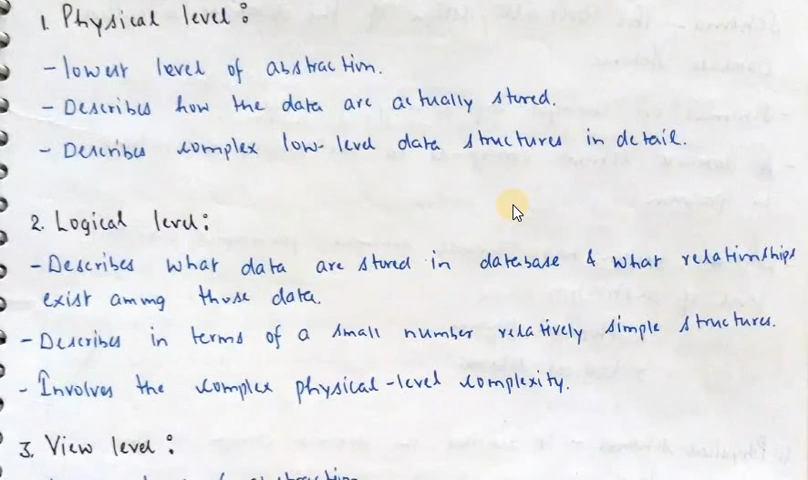 1. Physical level :
- lowest level of abstraction.
- Describes how the data are actually stored.
- Describes complex low-level data structures in detail.
2. Logical level :
- Describes what data are stored in database & what relationships
exist among those data.
- Describes in terms of a small number relatively simple structures.
- Involves the complex physical-level complexity.
3. View level :